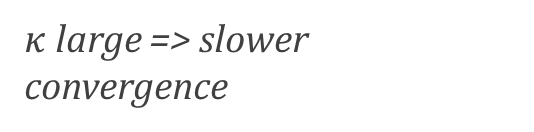 κ large => slower
convergence